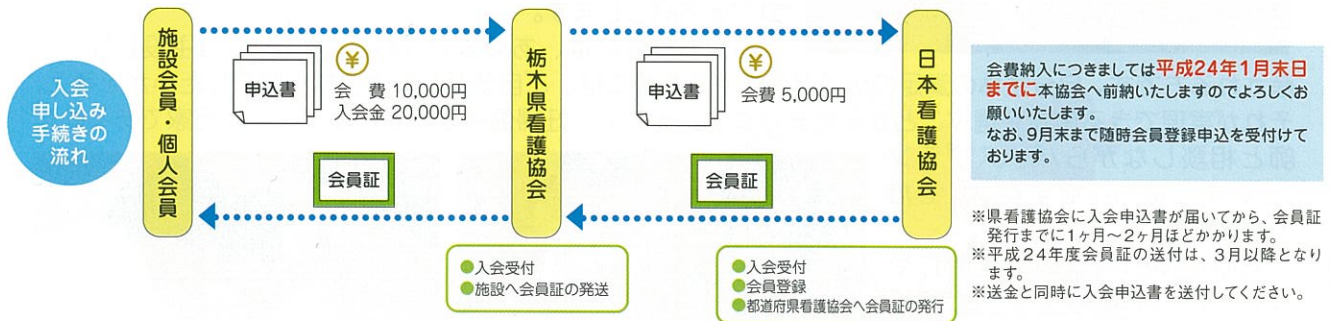 入会
申し込み
手続きの
流れ
施設会員・個人会員
申込書
会　費 10,000円
入会金 20,000円
会員証
栃木県看護協会
●入会受付
●施設へ会員証の発送
申込書
会費 5,000円
会員証
日本看護協会
●入会受付
●会員登録
●都道府県看護協会へ会員証の発行
会費納入につきましては平成24年1月末日
までに本協会へ前納いたしますのでよろしくお
願いいたします。
なお、9月末まで随時会員登録申込を受付けて
おります。
※県看護協会に入会申込書が届いてから、会員証
発行までに1ヶ月～2ヶ月ほどかかります。
※平成24年度会員証の送付は、3月以降となり
ます。
※送金と同時に入会申込書を送付してください。